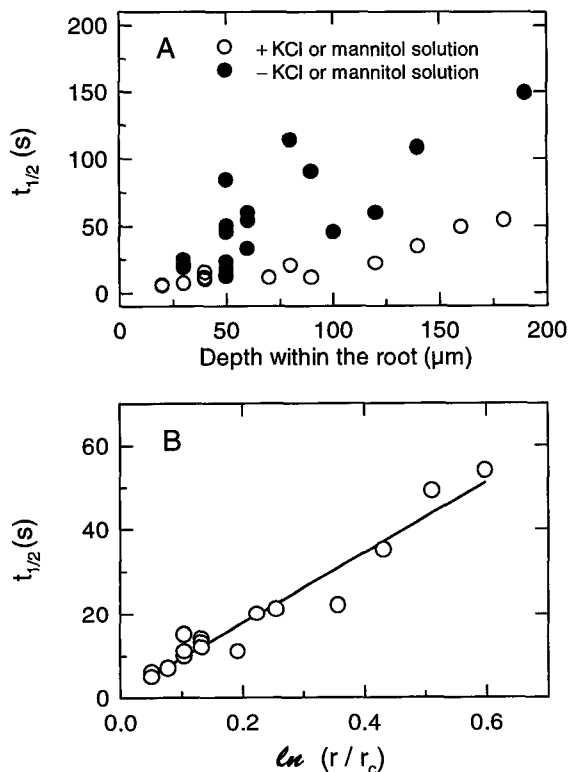 A
+ KCl or mannitol solution
− KCl or mannitol solution
200
150
100
50
0
t1/2 (s)
0 50 100 150 200
Depth within the root (μm)
B
60
40
20
0
t1/2 (s)
0.0 0.2 0.4 0.6
ln (r / rc)